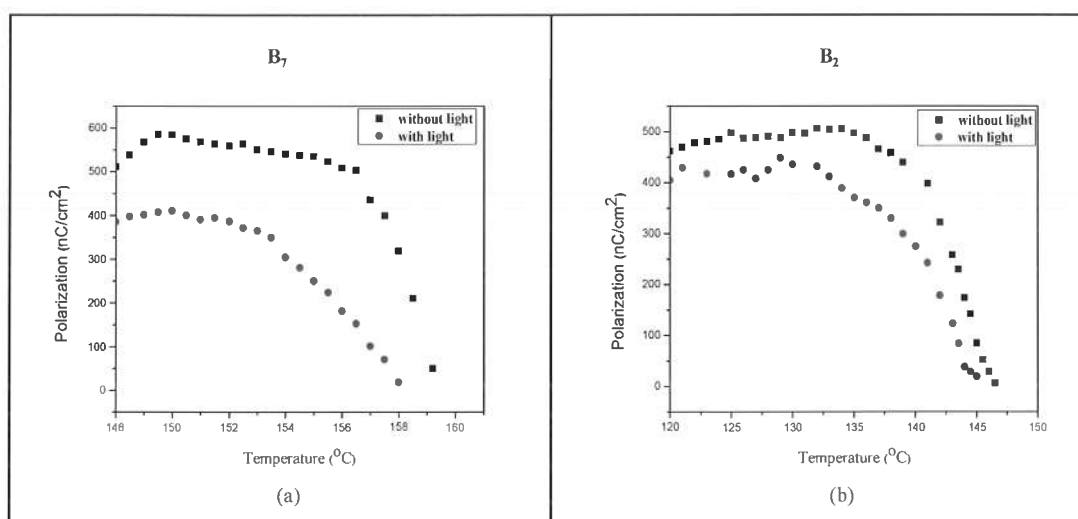 B₇
without light
with light
600
500
400
300
200
100
0
Polarization (nC/cm²)
148 150 152 154 156 158 160
Temperature (⁰C)
(a)
B₂
without light
with light
500
400
300
200
100
0
Polarization (nC/cm²)
120 125 130 135 140 145 150
Temperature (⁰C)
(b)